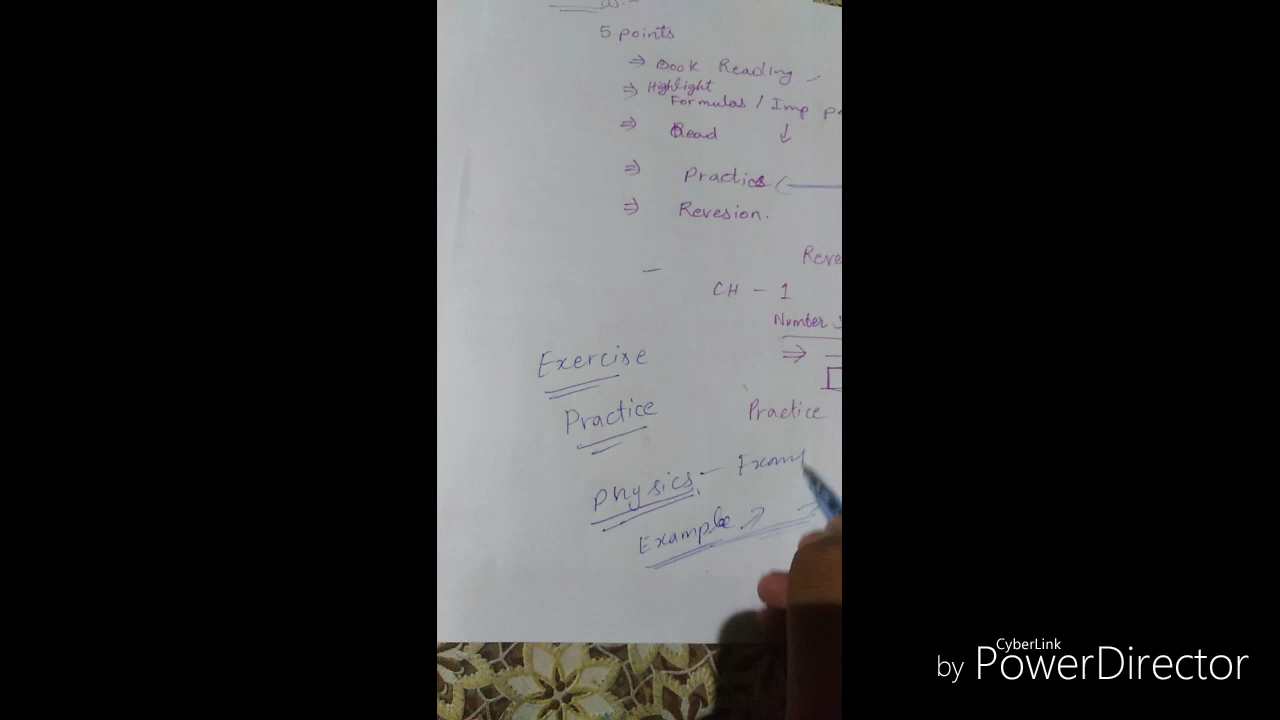 5 points
⇒ Book Reading
⇒ Highlight
Formulas / Imp
⇒ Read ↓
⇒ Practice
⇒ Revesion.
CH - 1
Number
⇒
Exercise
Practice
Practice
Physics - Exam
Example
CyberLink
by PowerDirector